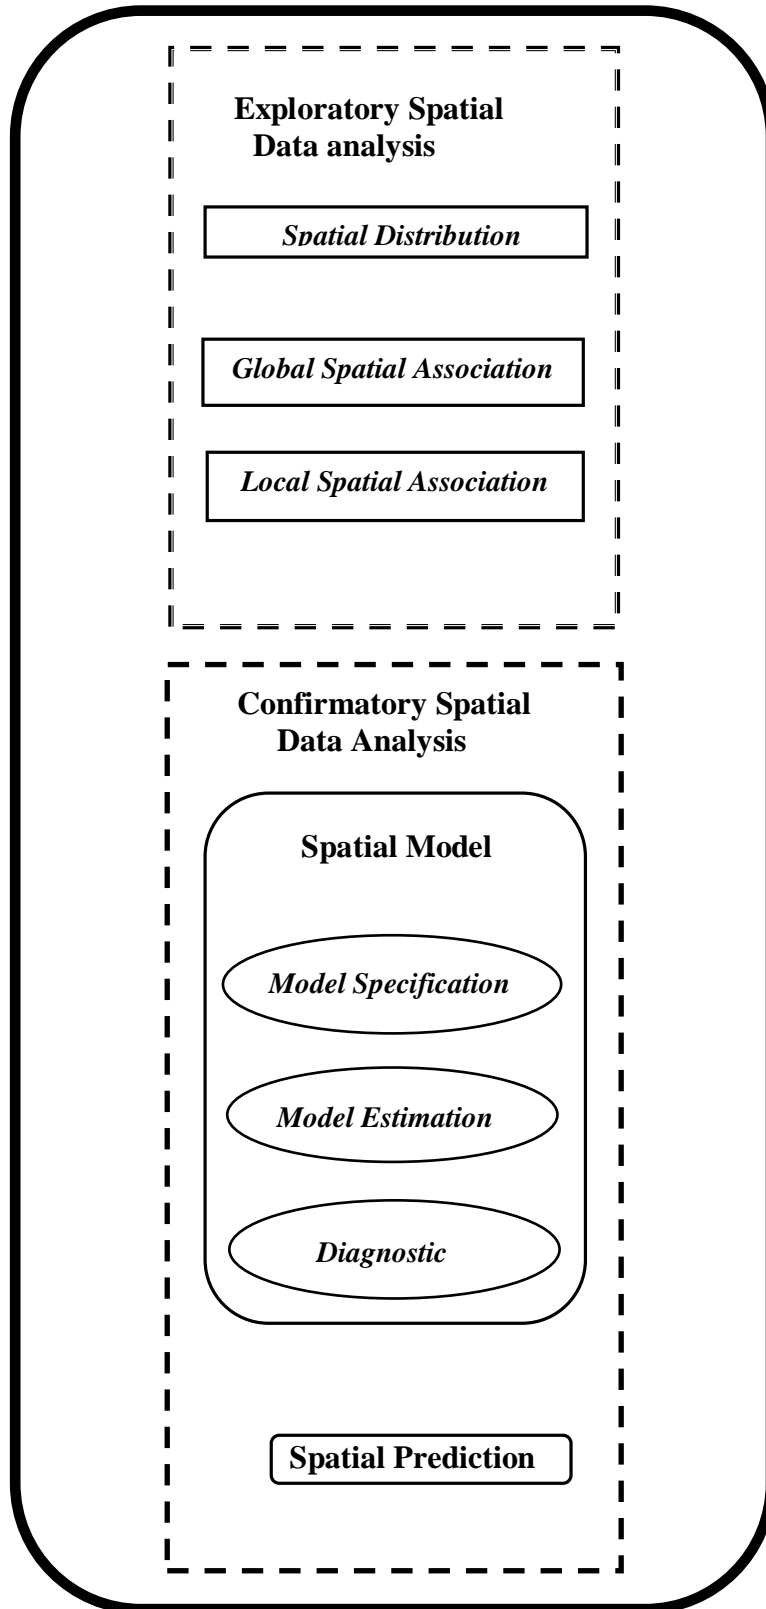 Exploratory Spatial
Data analysis
Spatial Distribution
Global Spatial Association
Local Spatial Association
Confirmatory Spatial
Data Analysis
Spatial Model
Model Specification
Model Estimation
Diagnostic
Spatial Prediction